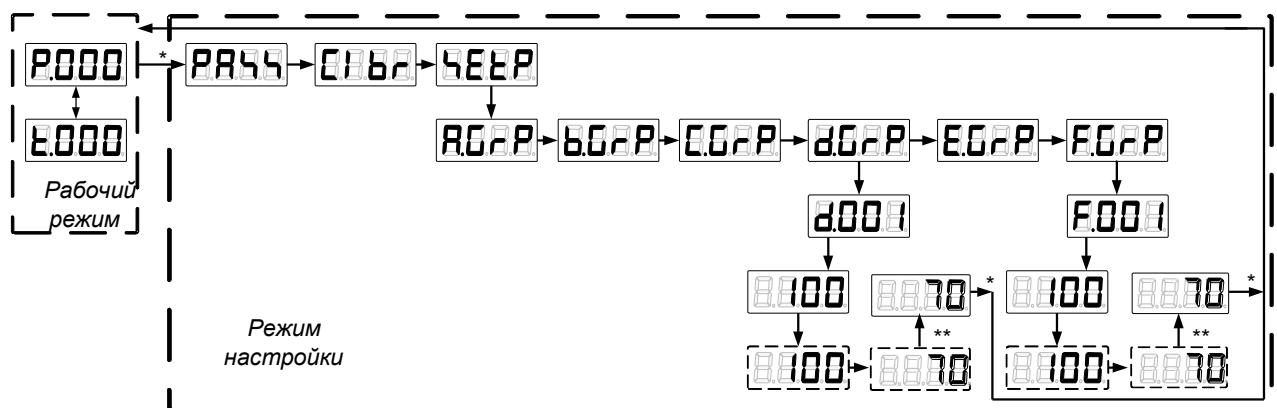 P.000 * PASS CIbr SEtP
t.000 A.GrP b.GrP C.GrP d.GrP E.GrP F.GrP
Рабочий
режим
d.001 F.001
100 70 * 100 70 *
Режим
настройки
** **
100 70 100 70